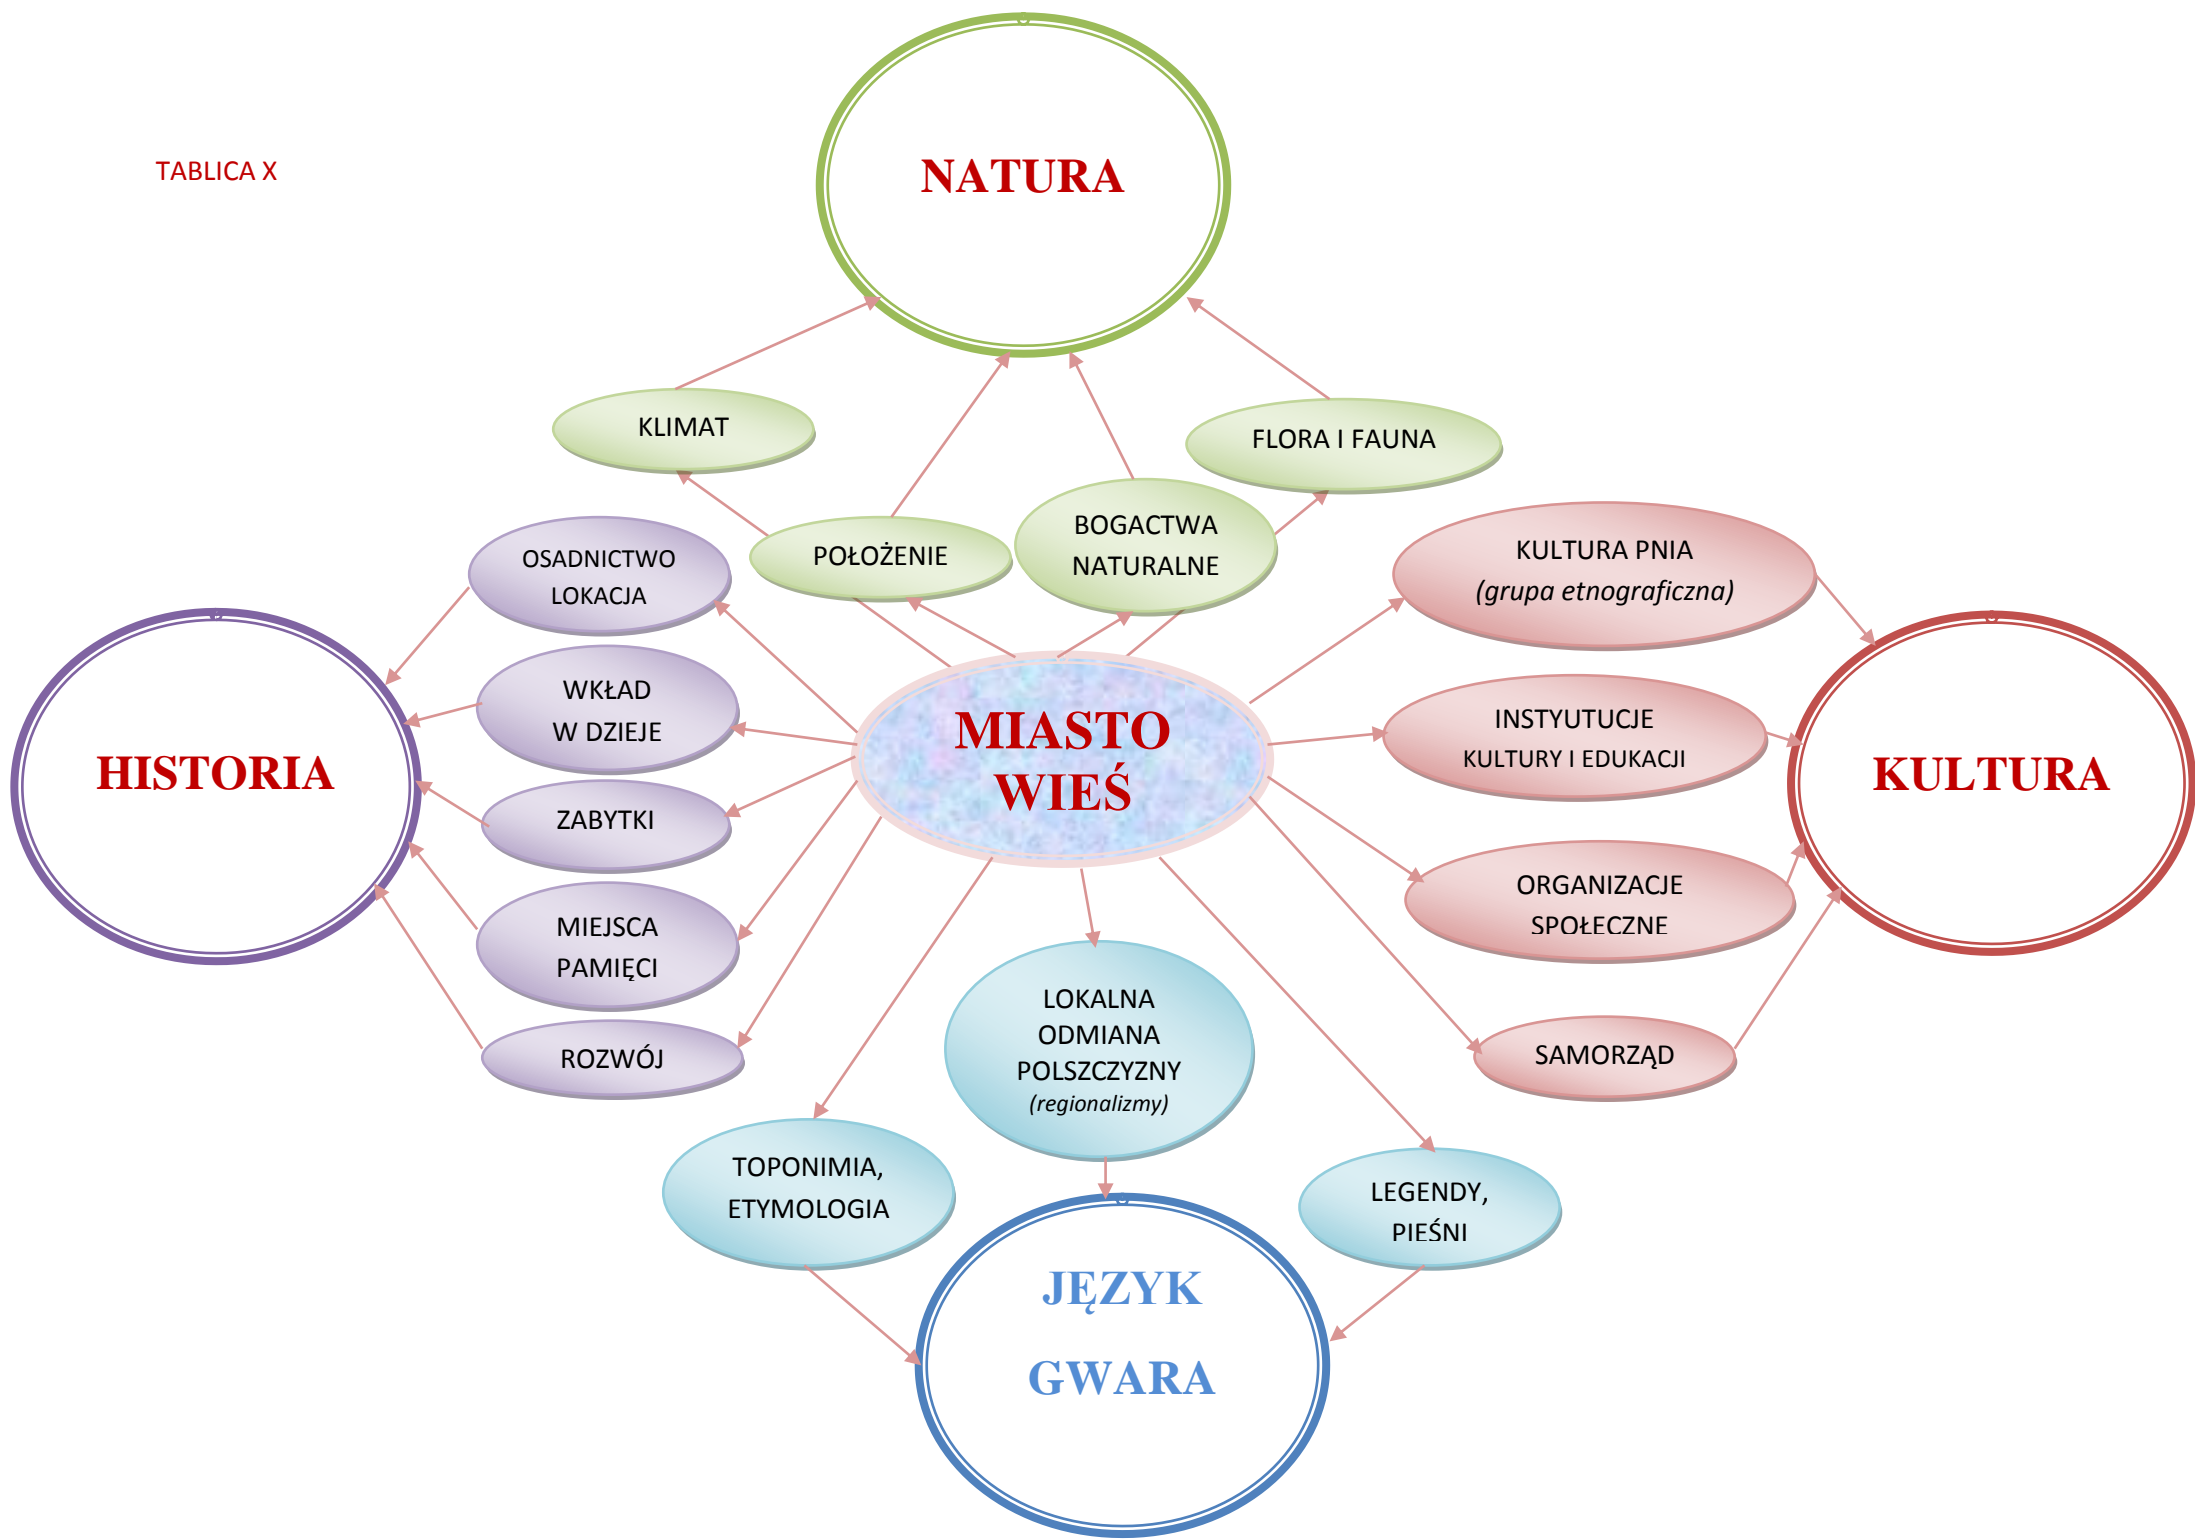 TABLICA X
NATURA
KLIMAT
FLORA I FAUNA
POŁOŻENIE
BOGACTWA
NATURALNE
OSADNICTWO
LOKACJA
WKŁAD
W DZIEJE
ZABYTKI
MIEJSCA
PAMIĘCI
ROZWÓJ
HISTORIA
MIASTO
WIEŚ
KULTURA PNIA
(grupa etnograficzna)
INSTYUTUCJE
KULTURY I EDUKACJI
ORGANIZACJE
SPOŁECZNE
SAMORZĄD
KULTURA
LOKALNA
ODMIANA
POLSZCZYZNY
(regionalizmy)
TOPONIMIA,
ETYMOLOGIA
LEGENDY,
PIEŚNI
JĘZYK
GWARA